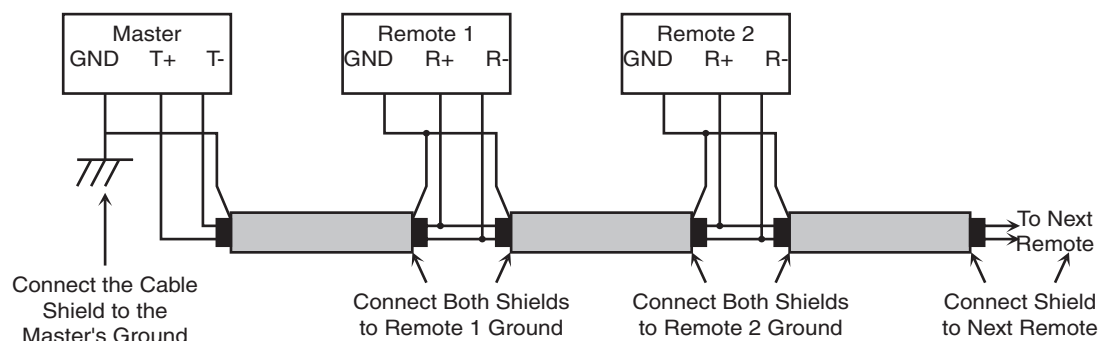 Master
GND T+ T-
Remote 1
GND R+ R-
Remote 2
GND R+ R-
To Next
Remote
Connect the Cable
Shield to the
Master's Ground
Connect Both Shields
to Remote 1 Ground
Connect Both Shields
to Remote 2 Ground
Connect Shield
to Next Remote